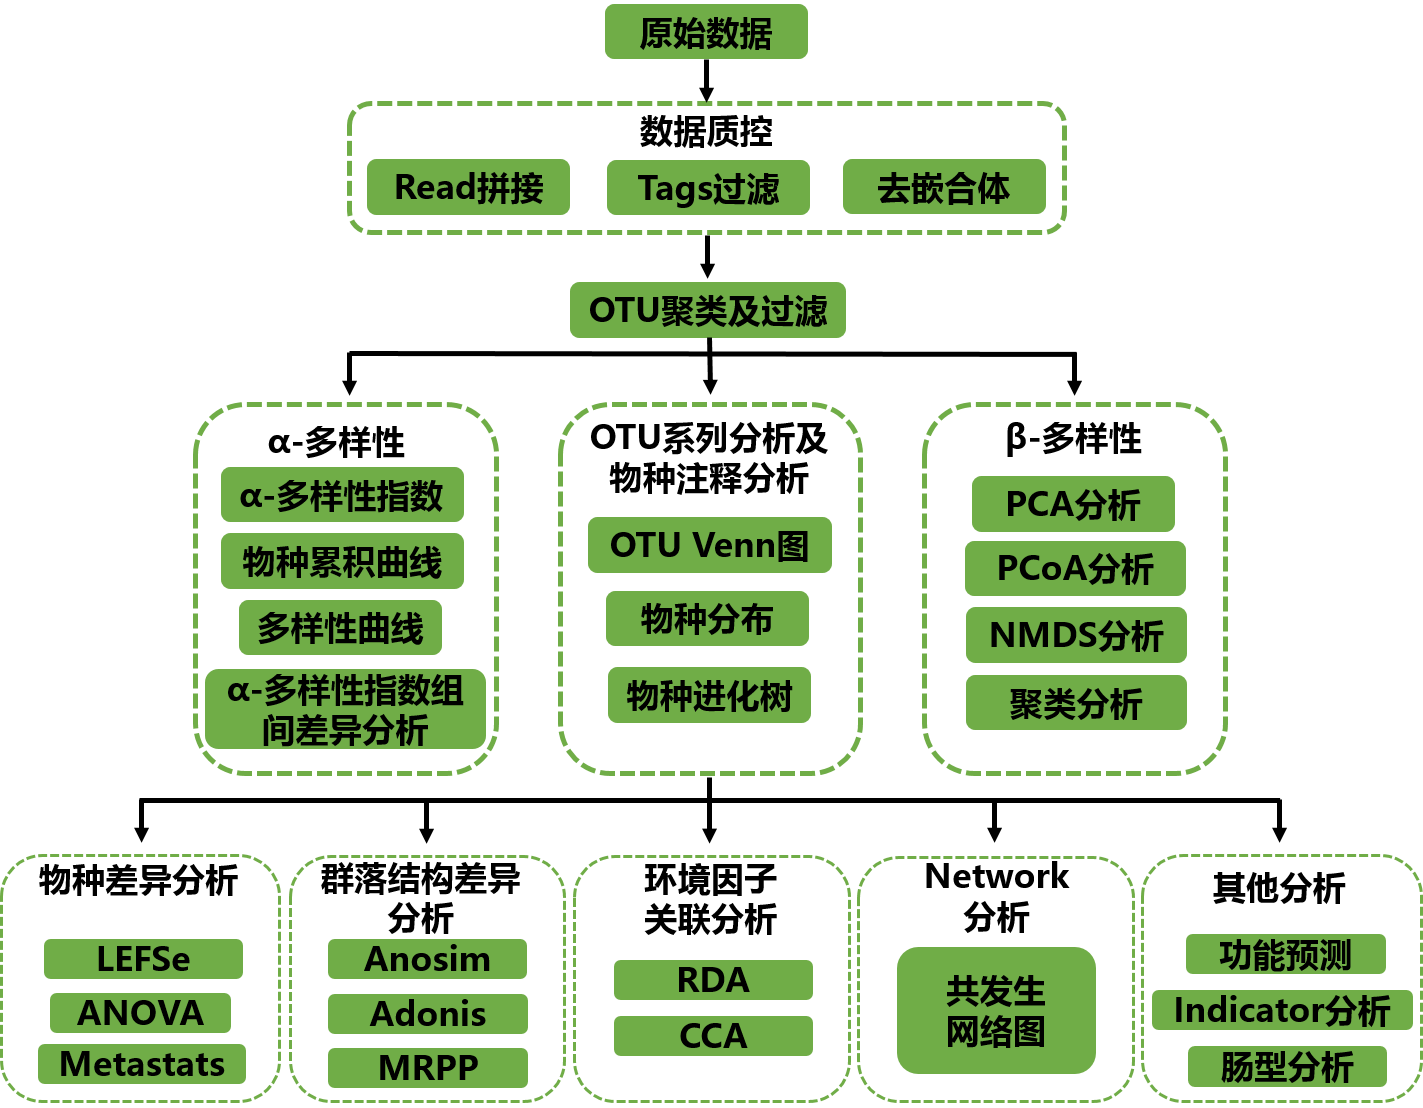 原始数据
数据质控
Read拼接
Tags过滤
去嵌合体
OTU聚类及过滤
α-多样性
α-多样性指数
物种累积曲线
多样性曲线
α-多样性指数组
间差异分析
OTU系列分析及
物种注释分析
OTU Venn图
物种分布
物种进化树
β-多样性
PCA分析
PCoA分析
NMDS分析
聚类分析
物种差异分析
LEFSe
ANOVA
Metastats
群落结构差异
分析
Anosim
Adonis
MRPP
环境因子
关联分析
RDA
CCA
Network
分析
共发生
网络图
其他分析
功能预测
Indicator分析
肠型分析